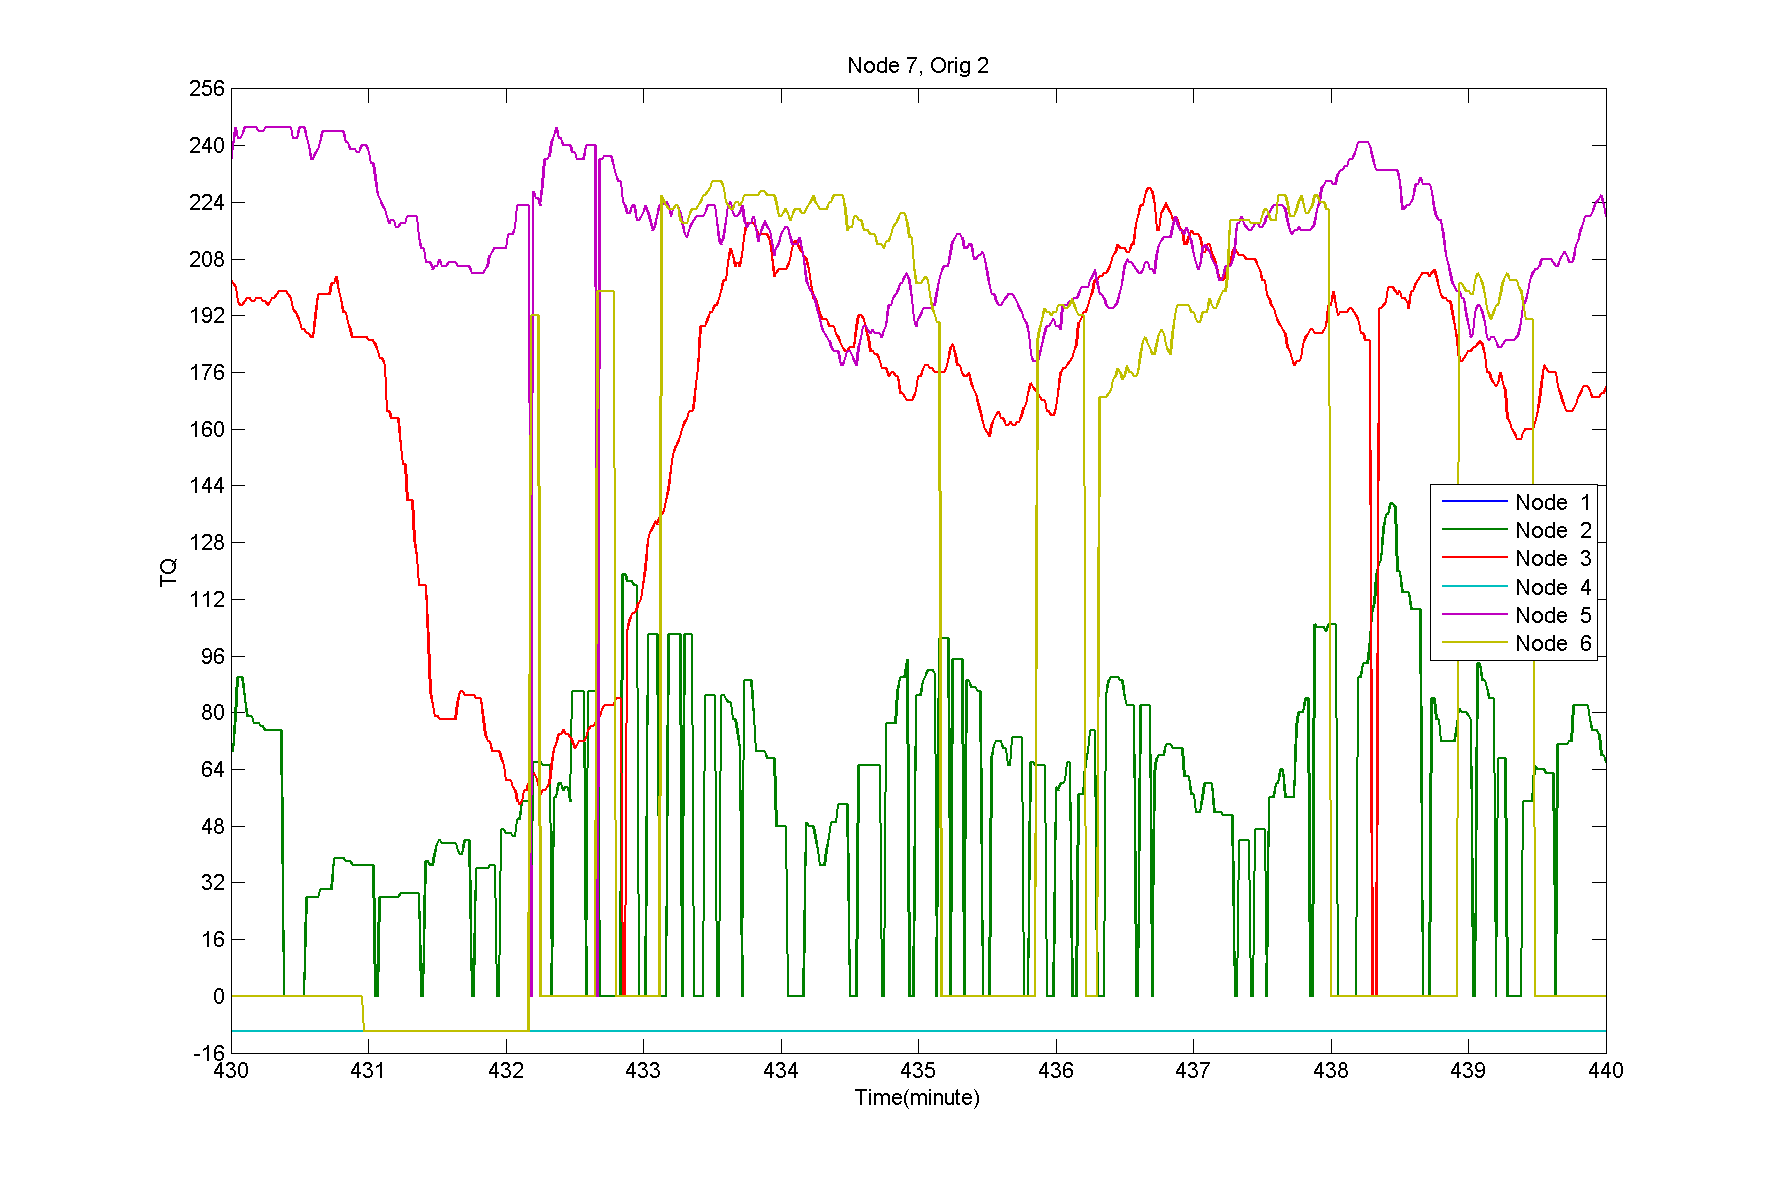 Node 7, Orig 2
256
240
224
208
192
176
160
144
128
112
96
80
64
48
32
16
0
-16
TQ
Node 1
Node 2
Node 3
Node 4
Node 5
Node 6
430 431 432 433 434 435 436 437 438 439 440
Time(minute)